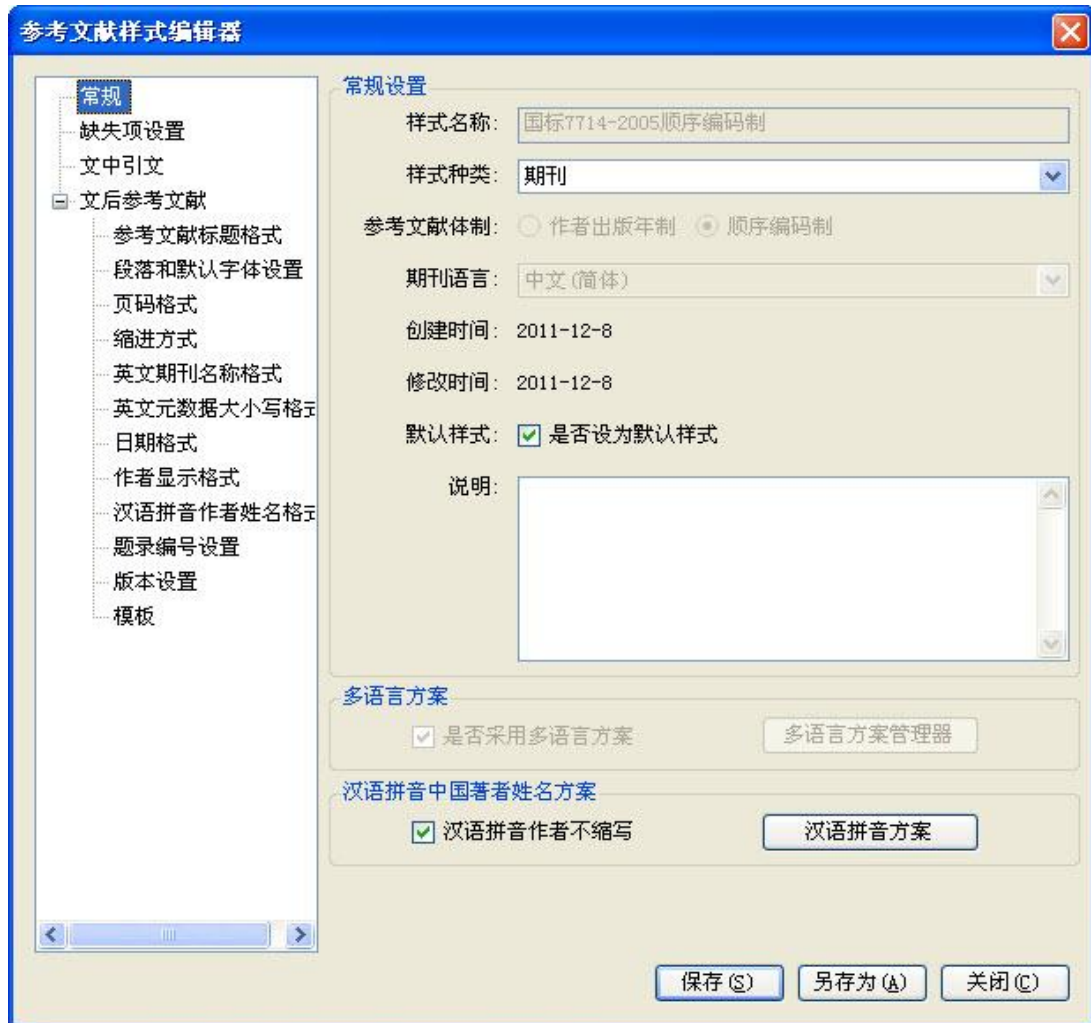 参考文献样式编辑器
常规
缺失项设置
文中引文
文后参考文献
参考文献标题格式
段落和默认字体设置
页码格式
缩进方式
英文期刊名称格式
英文元数据大小写格式
日期格式
作者显示格式
汉语拼音作者姓名格式
题录编号设置
版本设置
模板
常规设置
样式名称: 国标7714-2005顺序编码制
样式种类: 期刊
参考文献体制: 作者出版年制 顺序编码制
期刊语言: 中文(简体)
创建时间: 2011-12-8
修改时间: 2011-12-8
默认样式: 是否设为默认样式
说明:
多语言方案
是否采用多语言方案 多语言方案管理器
汉语拼音中国著者姓名方案
汉语拼音作者不缩写 汉语拼音方案
保存(S) 另存为(A) 关闭(C)